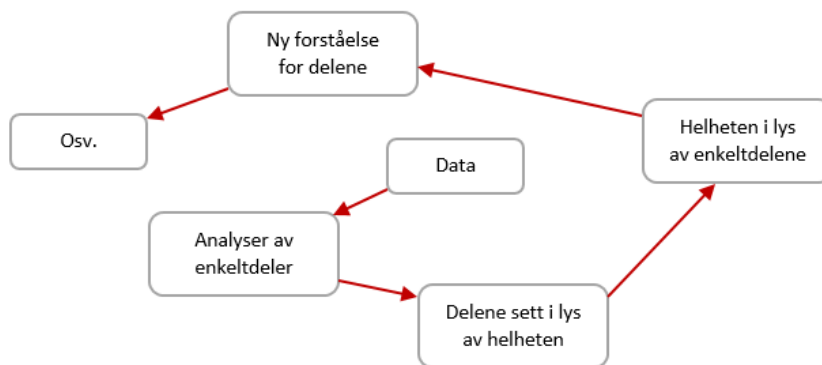 Ny forståelse
for delene
Osv.
Helheten i lys
av enkeltdelene
Data
Analyser av
enkeltdeler
Delene sett i lys
av helheten